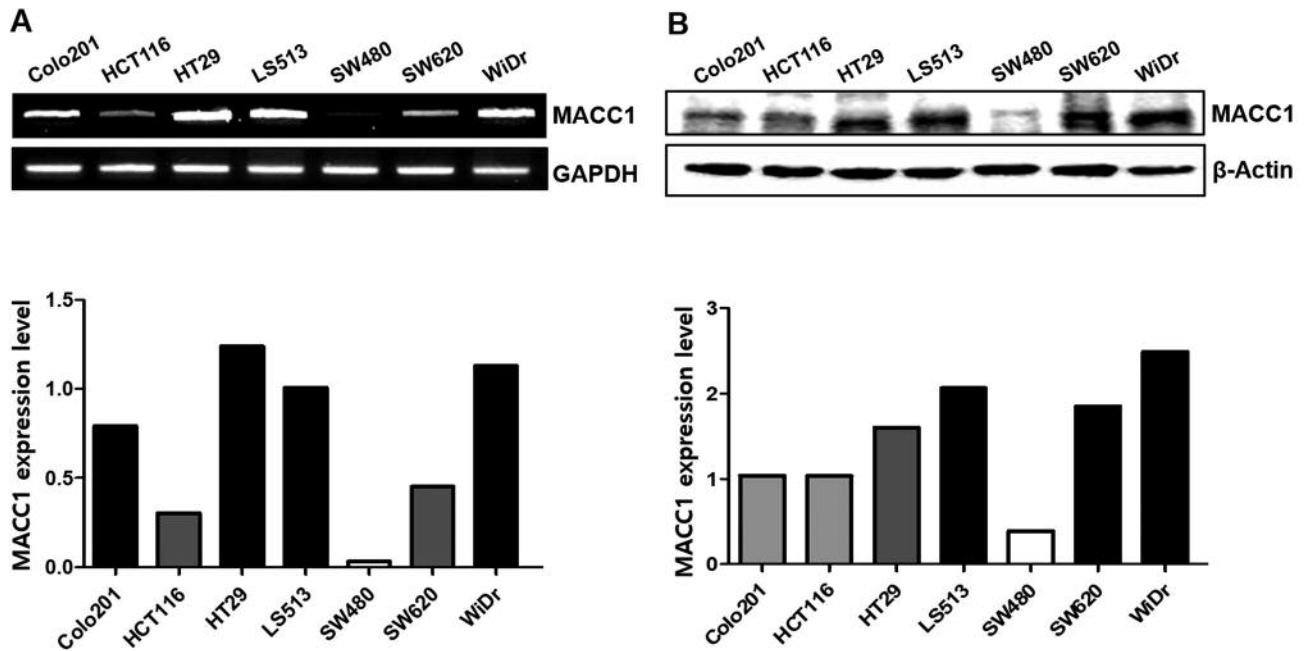 A
Colo201 HCT116 HT29 LS513 SW480 SW620 WiDr
MACC1
GAPDH
MACC1 expression level
1.5
1.0
0.5
0.0
Colo201 HCT116 HT29 LS513 SW480 SW620 WiDr
B
Colo201 HCT116 HT29 LS513 SW480 SW620 WiDr
MACC1
β-Actin
MACC1 expression level
3
2
1
0
Colo201 HCT116 HT29 LS513 SW480 SW620 WiDr